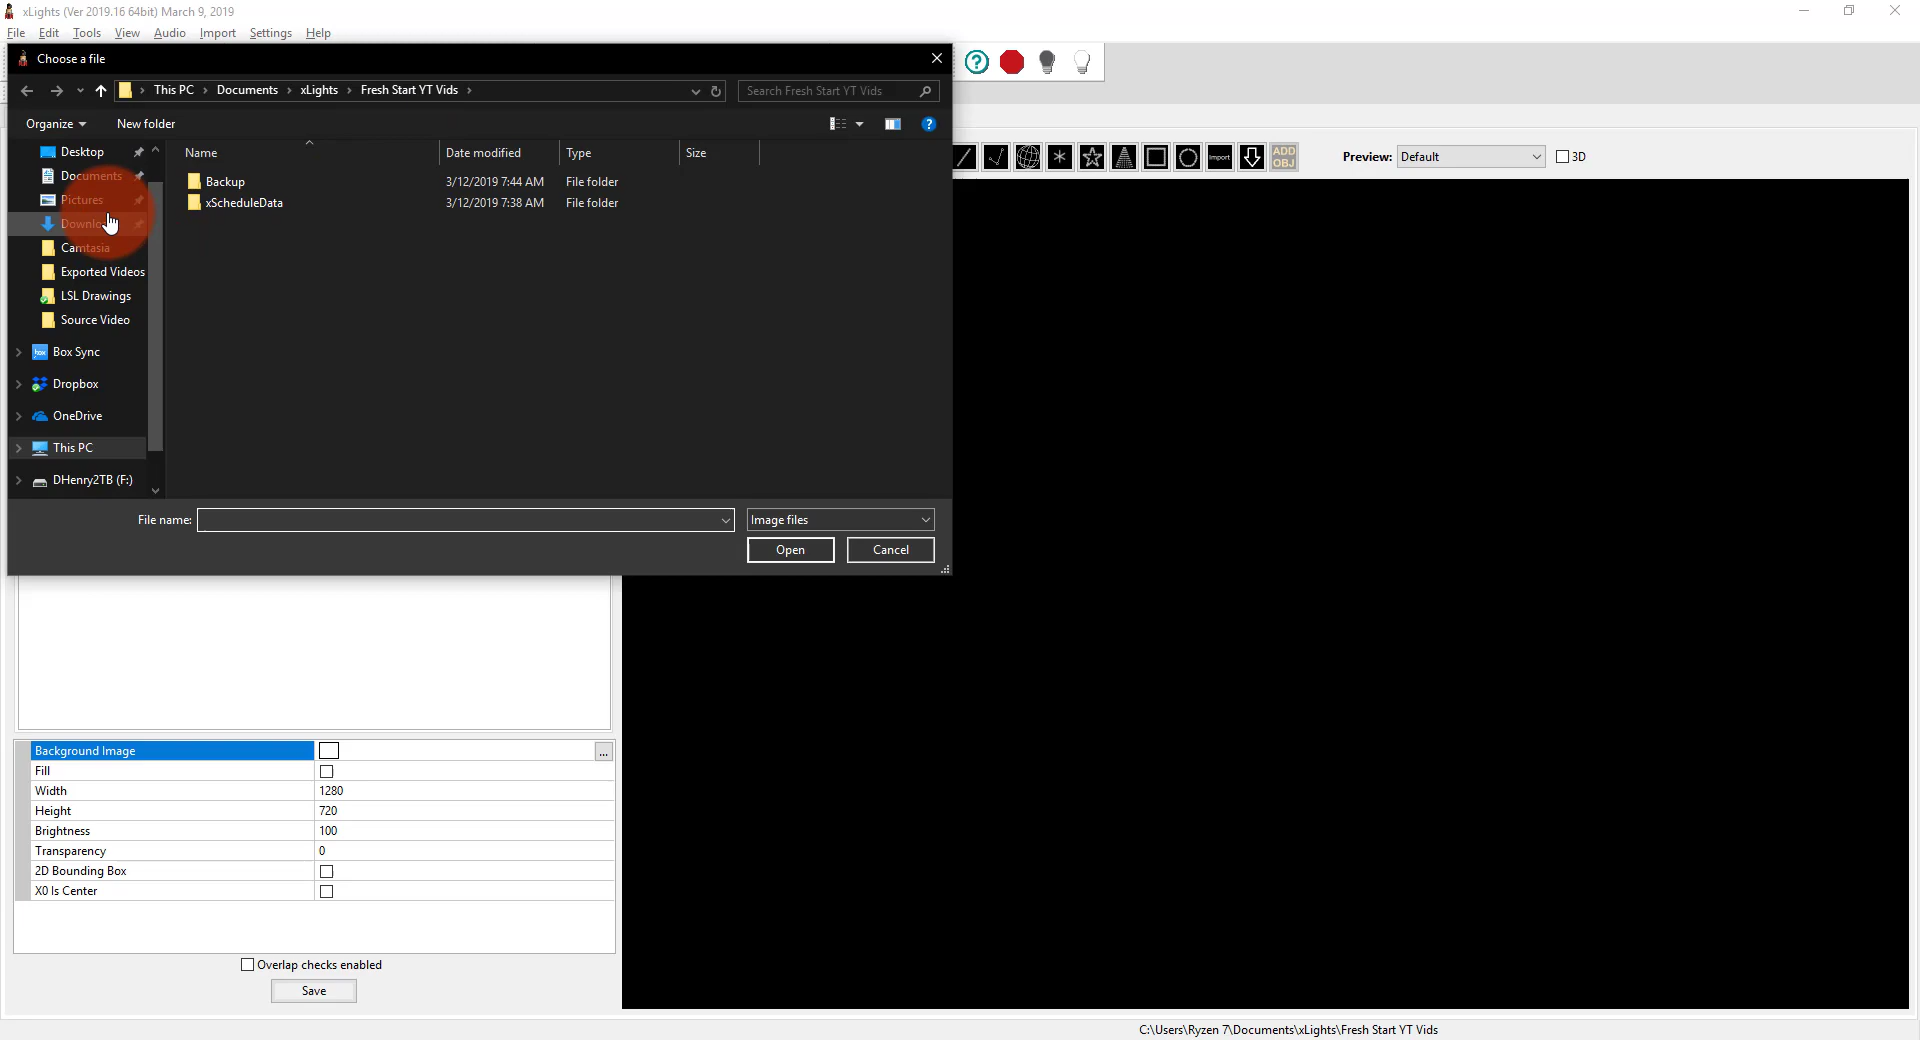 xLights (Ver 2019.16 64bit) March 9, 2019
File Edit Tools View Audio Import Settings Help
Choose a file
This PC > Documents > xLights > Fresh Start YT Vids >
Search Fresh Start YT Vids
Organize New folder
Name Date modified Type Size
Desktop
Documents
Pictures
Camtasia
Exported Videos
LSL Drawings
Source Video
Box Sync
Dropbox
OneDrive
This PC
DHenry2TB (F:)
Backup 3/12/2019 7:44 AM File folder
xScheduleData 3/12/2019 7:38 AM File folder
File name: Image files
Open Cancel
Import ADD OBJ
Preview: Default 3D
Background Image ...
Fill
Width 1280
Height 720
Brightness 100
Transparency 0
2D Bounding Box
X0 Is Center
Overlap checks enabled
Save
C:\Users\Ryzen 7\Documents\xLights\Fresh Start YT Vids